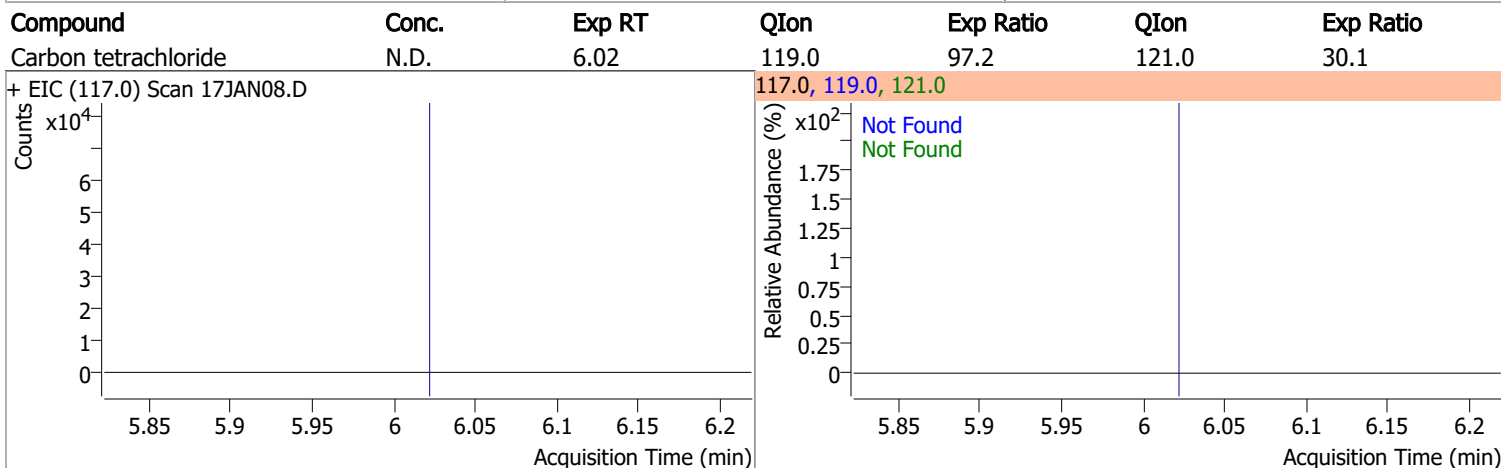 Compound Conc. Exp RT QIon Exp Ratio QIon Exp Ratio
Carbon tetrachloride N.D. 6.02 119.0 97.2 121.0 30.1
+ EIC (117.0) Scan 17JAN08.D
Counts
x10⁴
6
5
4
3
2
1
0
5.85 5.9 5.95 6 6.05 6.1 6.15 6.2
Acquisition Time (min)
117.0, 119.0, 121.0
Relative Abundance (%)
x10²
Not Found
Not Found
1.75
1.5
1.25
1
0.75
0.5
0.25
0
5.85 5.9 5.95 6 6.05 6.1 6.15 6.2
Acquisition Time (min)